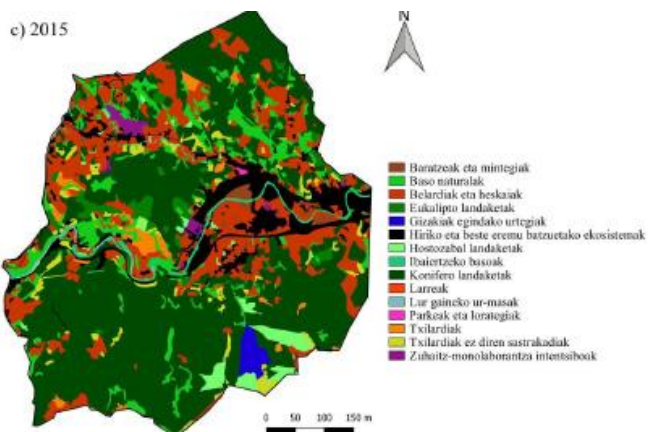 c) 2015
N
Baratzeak eta mintegiak
Baso naturalak
Belardiak eta heskaiak
Eukalipto landaketak
Gizakiak egindako urtegiak
Hiriko eta beste eremu batzuetako ekosistemak
Hostozabal landaketak
Ibaiertzeko basoak
Konifero landaketak
Larreak
Lur gaineko ur-masak
Parkeak eta lorategiak
Txilardiak
Txilardiak ez diren sastrakadiak
Zuhaitz-monolaborantza intentsiboak
0 50 100 150 m